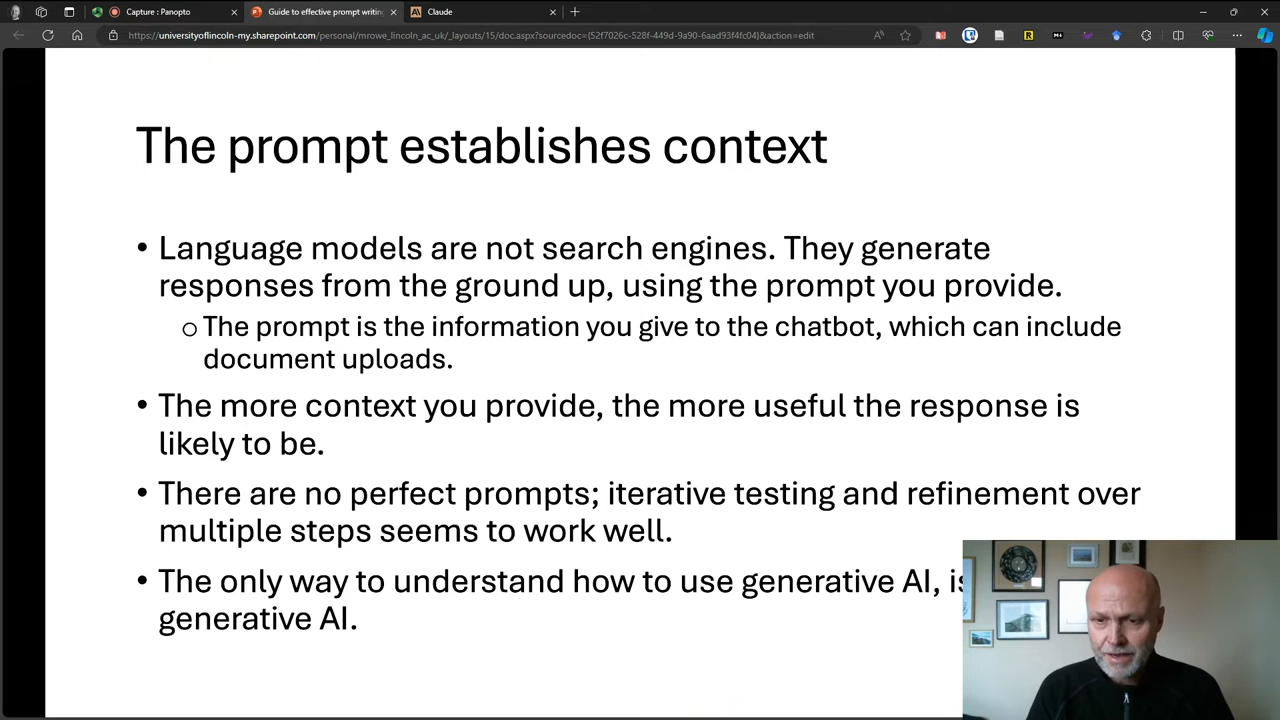 Capture : Panopto
Guide to effective prompt writing
Claude
https://universityoflincoln-my.sharepoint.com/personal/mrowe_lincoln_ac_uk/_layouts/15/doc.aspx?sourcedoc={52f7026c-528f-449d-9a90-6aad93f4fc04}&action=edit
The prompt establishes context
• Language models are not search engines. They generate
responses from the ground up, using the prompt you provide.
○ The prompt is the information you give to the chatbot, which can include
document uploads.
• The more context you provide, the more useful the response is
likely to be.
• There are no perfect prompts; iterative testing and refinement over
multiple steps seems to work well.
• The only way to understand how to use generative AI, is
generative AI.